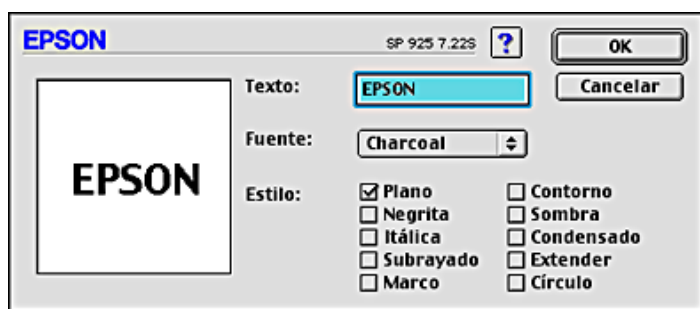 EPSON SP 925 7.22S ? OK
Texto: EPSON Cancelar
Fuente: Charcoal
EPSON
Estilo: Plano Contorno
Negrita Sombra
Itálica Condensado
Subrayado Extender
Marco Círculo